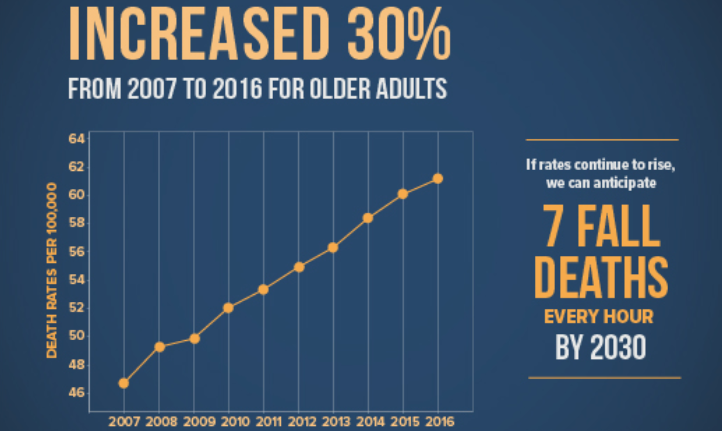 INCREASED 30%
FROM 2007 TO 2016 FOR OLDER ADULTS
DEATH RATES PER 100,000
64
62
60
58
56
54
52
50
48
46
2007 2008 2009 2010 2011 2012 2013 2014 2015 2016
If rates continue to rise,
we can anticipate
7 FALL
DEATHS
EVERY HOUR
BY 2030